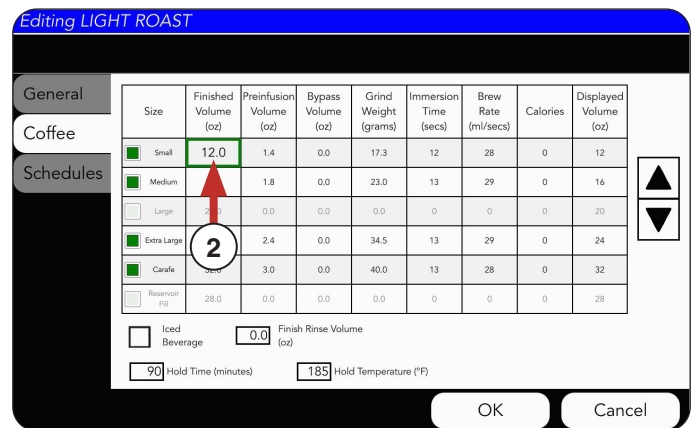 Editing LIGHT ROAST
General
Coffee
Schedules
Size Finished Volume (oz) Preinfusion Volume (oz) Bypass Volume (oz) Grind Weight (grams) Immersion Time (secs) Brew Rate (ml/secs) Calories Displayed Volume (oz)
Small 12.0 1.4 0.0 17.3 12 28 0 12
Medium 1.8 0.0 23.0 13 29 0 16
Large 0.0 0.0 0.0 0 0 0 20
Extra Large 2.4 0.0 34.5 13 29 0 24
2
Carafe 3.0 0.0 40.0 13 28 0 32
Reservoir Fill 28.0 0.0 0.0 0.0 0 0 0 28
Iced Beverage
0.0 Finish Rinse Volume (oz)
90 Hold Time (minutes) 185 Hold Temperature (°F)
OK Cancel